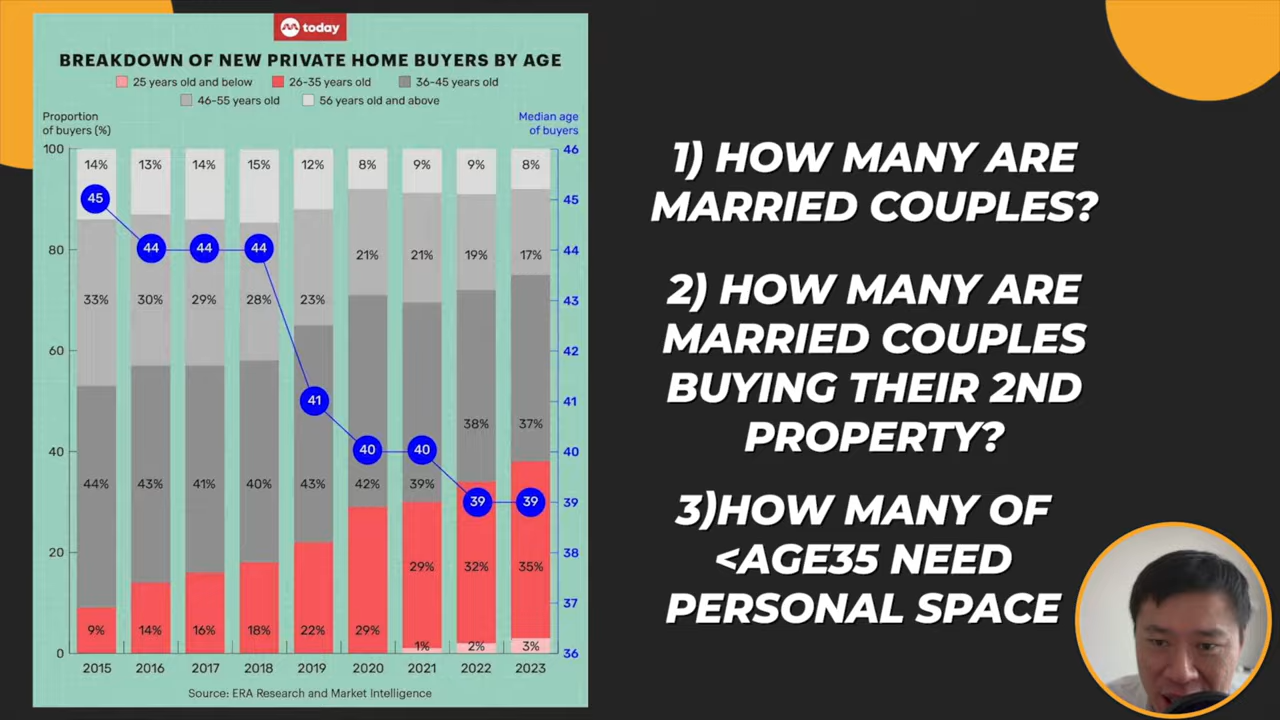 today
BREAKDOWN OF NEW PRIVATE HOME BUYERS BY AGE
25 years old and below 26-35 years old 36-45 years old
46-55 years old 56 years old and above
Proportion
of buyers (%)
Median age
of buyers
100 14% 13% 14% 15% 12% 8% 9% 9% 8% 46
45 45
80 44 44 44 21% 21% 19% 17% 44
33% 30% 29% 28% 23% 43
60 42
41 41
38% 37%
40 40 40 40
44% 43% 41% 40% 43% 42% 39%
39 39 39
20 38
29% 32% 35%
37
9% 14% 16% 18% 22% 29%
1% 2% 3%
0 36
2015 2016 2017 2018 2019 2020 2021 2022 2023
Source: ERA Research and Market Intelligence
1) HOW MANY ARE
MARRIED COUPLES?
2) HOW MANY ARE
MARRIED COUPLES
BUYING THEIR 2ND
PROPERTY?
3)HOW MANY OF
<AGE35 NEED
PERSONAL SPACE